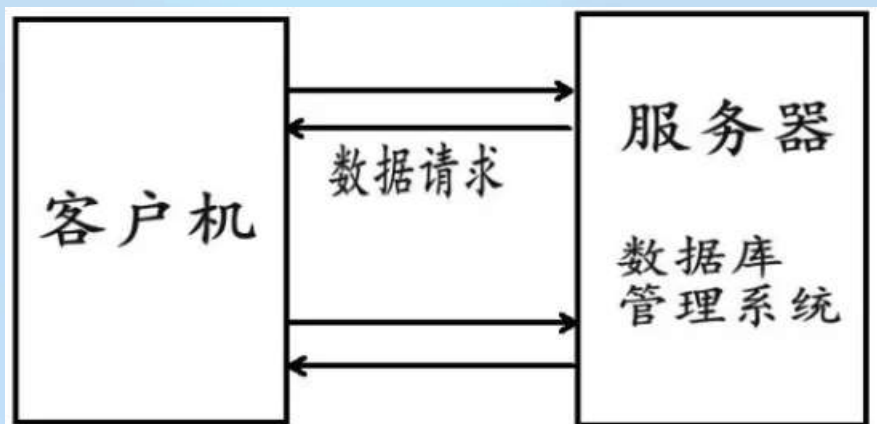 客户机
数据请求
服务器
数据库
管理系统